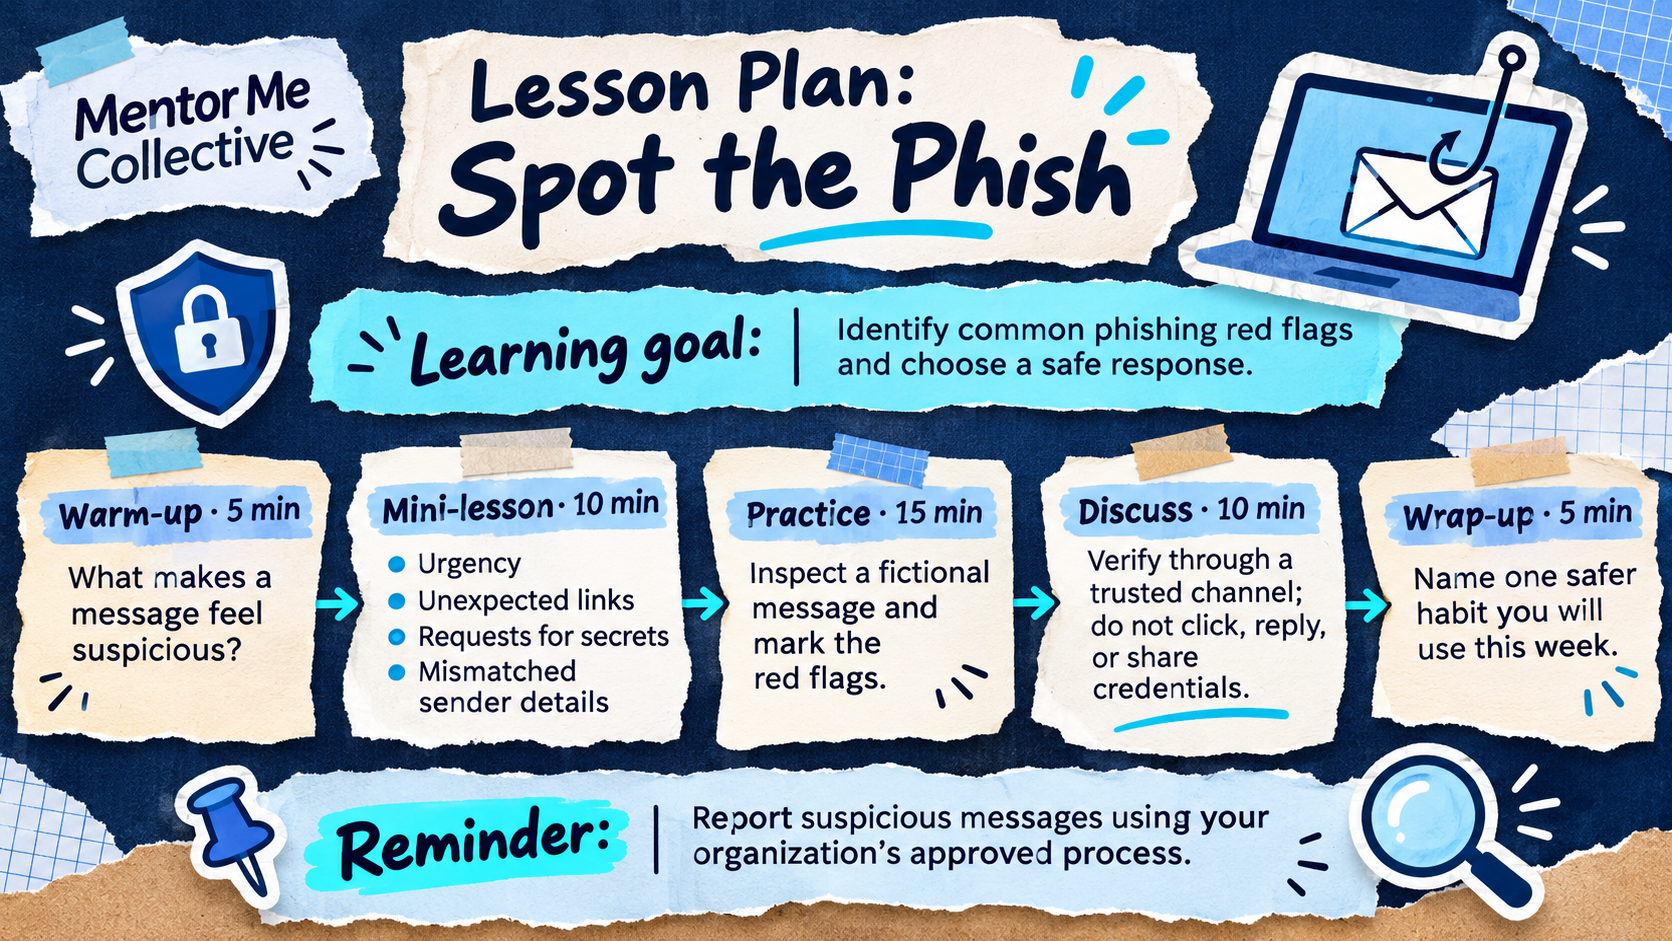 Mentor Me
Collective
Lesson Plan:
Spot the Phish
Learning goal:
Identify common phishing red flags
and choose a safe response.
Warm-up · 5 min
What makes a
message feel
suspicious?
Mini-lesson · 10 min
Urgency
Unexpected links
Requests for secrets
Mismatched
sender details
Practice · 15 min
Inspect a fictional
message and
mark the
red flags.
Discuss · 10 min
Verify through a
trusted channel;
do not click, reply,
or share
credentials.
Wrap-up · 5 min
Name one safer
habit you will
use this week.
Reminder:
Report suspicious messages using your
organization’s approved process.